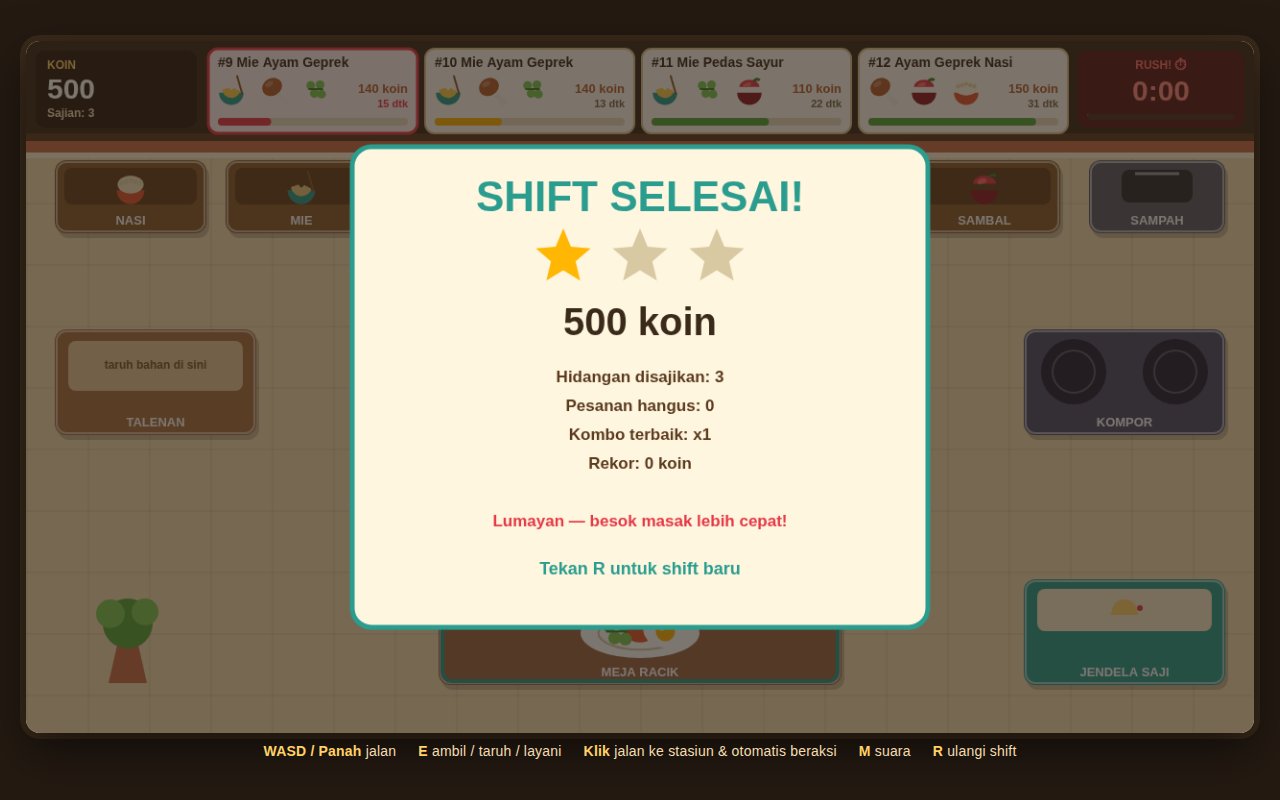 KOIN
500
Sajian: 3
#9 Mie Ayam Geprek
140 koin
15 dtk
#10 Mie Ayam Geprek
140 koin
13 dtk
#11 Mie Pedas Sayur
110 koin
22 dtk
#12 Ayam Geprek Nasi
150 koin
31 dtk
RUSH! ⏱
0:00
NASI
MIE
SAMBAL
SAMPAH
SHIFT SELESAI!
500 koin
Hidangan disajikan: 3
Pesanan hangus: 0
Kombo terbaik: x1
Rekor: 0 koin
Lumayan — besok masak lebih cepat!
Tekan R untuk shift baru
taruh bahan di sini
TALENAN
KOMPOR
MEJA RACIK
JENDELA SAJI
WASD / Panah jalan E ambil / taruh / layani Klik jalan ke stasiun & otomatis beraksi M suara R ulangi shift